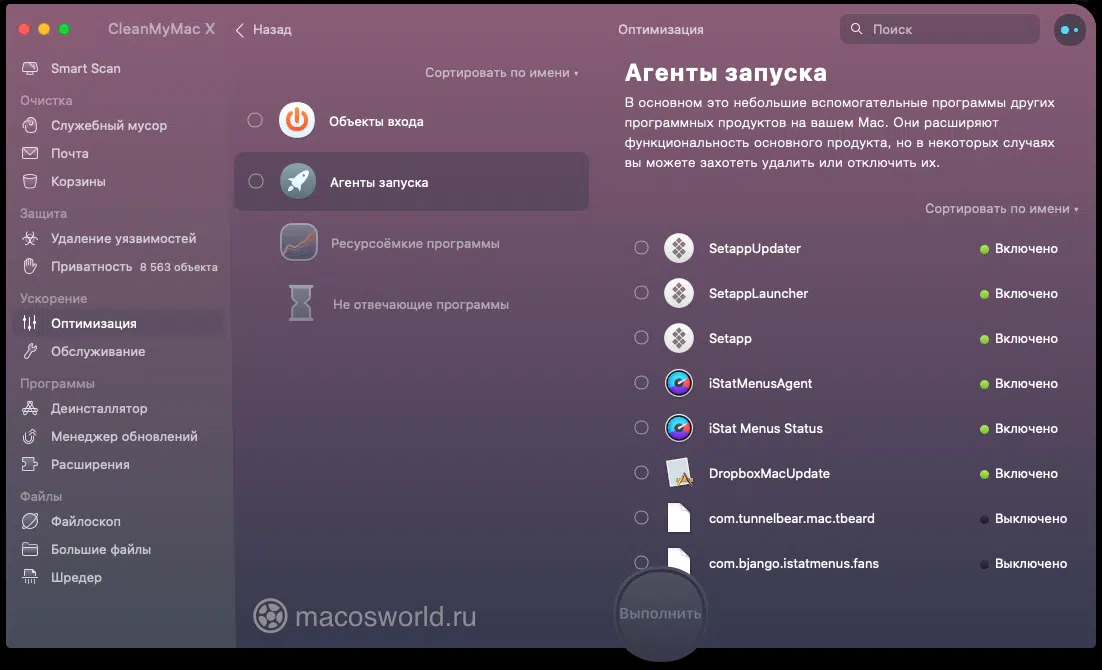 CleanMyMac X
Назад
Оптимизация
Поиск
Smart Scan
Очистка
Служебный мусор
Почта
Корзины
Защита
Удаление уязвимостей
Приватность 8 563 объекта
Ускорение
Оптимизация
Обслуживание
Программы
Деинсталлятор
Менеджер обновлений
Расширения
Файлы
Файлоскоп
Большие файлы
Шредер
Сортировать по имени
Объекты входа
Агенты запуска
Ресурсоёмкие программы
Не отвечающие программы
macosworld.ru
Агенты запуска
В основном это небольшие вспомогательные программы других
программных продуктов на вашем Mac. Они расширяют
функциональность основного продукта, но в некоторых случаях
вы можете захотеть удалить или отключить их.
Сортировать по имени
SetappUpdater Включено
SetappLauncher Включено
Setapp Включено
iStatMenusAgent Включено
iStat Menus Status Включено
DropboxMacUpdate Включено
com.tunnelbear.mac.tbeard Выключено
com.bjango.istatmenus.fans Выключено
Выполнить